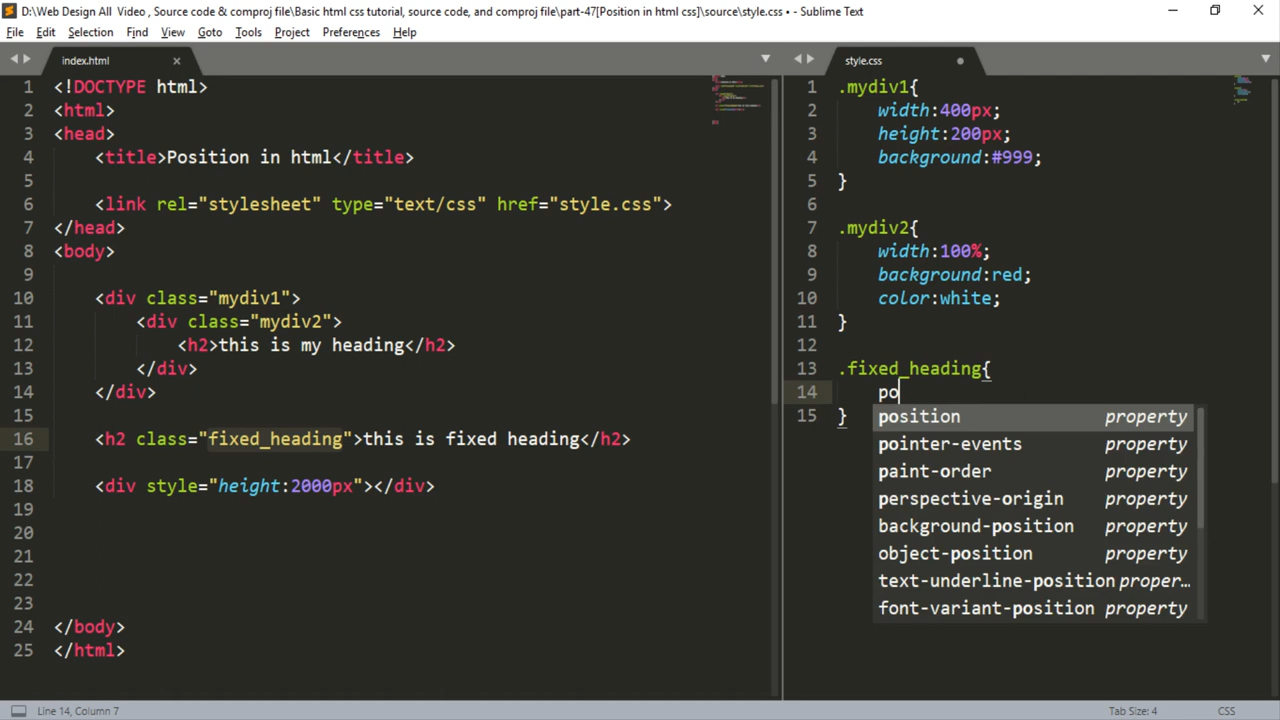 D:\Web Design All  Video , Source code & comproj file\Basic html css tutorial, source code, and comproj file\part-47[Position in html css]\source\style.css • - Sublime Text
File Edit Selection Find View Goto Tools Project Preferences Help
index.html
1 <!DOCTYPE html>
2 <html>
3 <head>
4 <title>Position in html</title>
5
6 <link rel="stylesheet" type="text/css" href="style.css">
7 </head>
8 <body>
9
10 <div class="mydiv1">
11 <div class="mydiv2">
12 <h2>this is my heading</h2>
13 </div>
14 </div>
15
16 <h2 class="fixed_heading">this is fixed heading</h2>
17
18 <div style="height:2000px"></div>
19
20
21
22
23
24 </body>
25 </html>
style.css
1 .mydiv1{
2 width:400px;
3 height:200px;
4 background:#999;
5 }
6
7 .mydiv2{
8 width:100%;
9 background:red;
10 color:white;
11 }
12
13 .fixed_heading{
14 po
15 }
position property
pointer-events property
paint-order property
perspective-origin property
background-position property
object-position property
text-underline-position proper…
font-variant-position property
Line 14, Column 7
Tab Size: 4
CSS